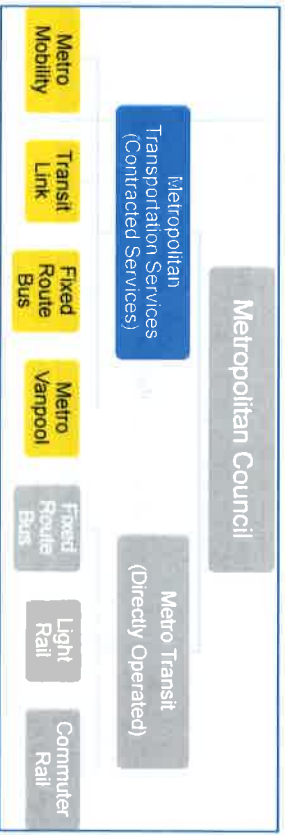 Metropolitan Council
Metropolitan
Transportation Services
(Contracted Services)
Metro Transit
(Directly Operated)
Metro
Mobility
Transit
Link
Fixed
Route
Bus
Metro
Vanpool
Fixed
Route
Bus
Light
Rail
Commuter
Rail